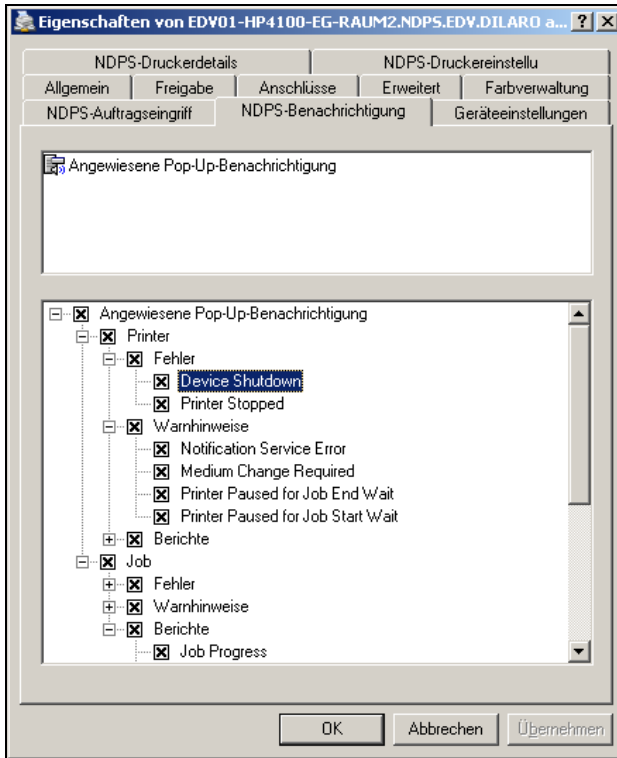 Eigenschaften von EDV01-HP4100-EG-RAUM2.NDPS.EDV.DILARO a...
NDPS-Druckerdetails NDPS-Druckereinstellu
Allgemein Freigabe Anschlüsse Erweitert Farbverwaltung
NDPS-Auftragseingriff NDPS-Benachrichtigung Geräteeinstellungen
Angewiesene Pop-Up-Benachrichtigung
Angewiesene Pop-Up-Benachrichtigung
Printer
Fehler
Device Shutdown
Printer Stopped
Warnhinweise
Notification Service Error
Medium Change Required
Printer Paused for Job End Wait
Printer Paused for Job Start Wait
Berichte
Job
Fehler
Warnhinweise
Berichte
Job Progress
OK Abbrechen Übernehmen